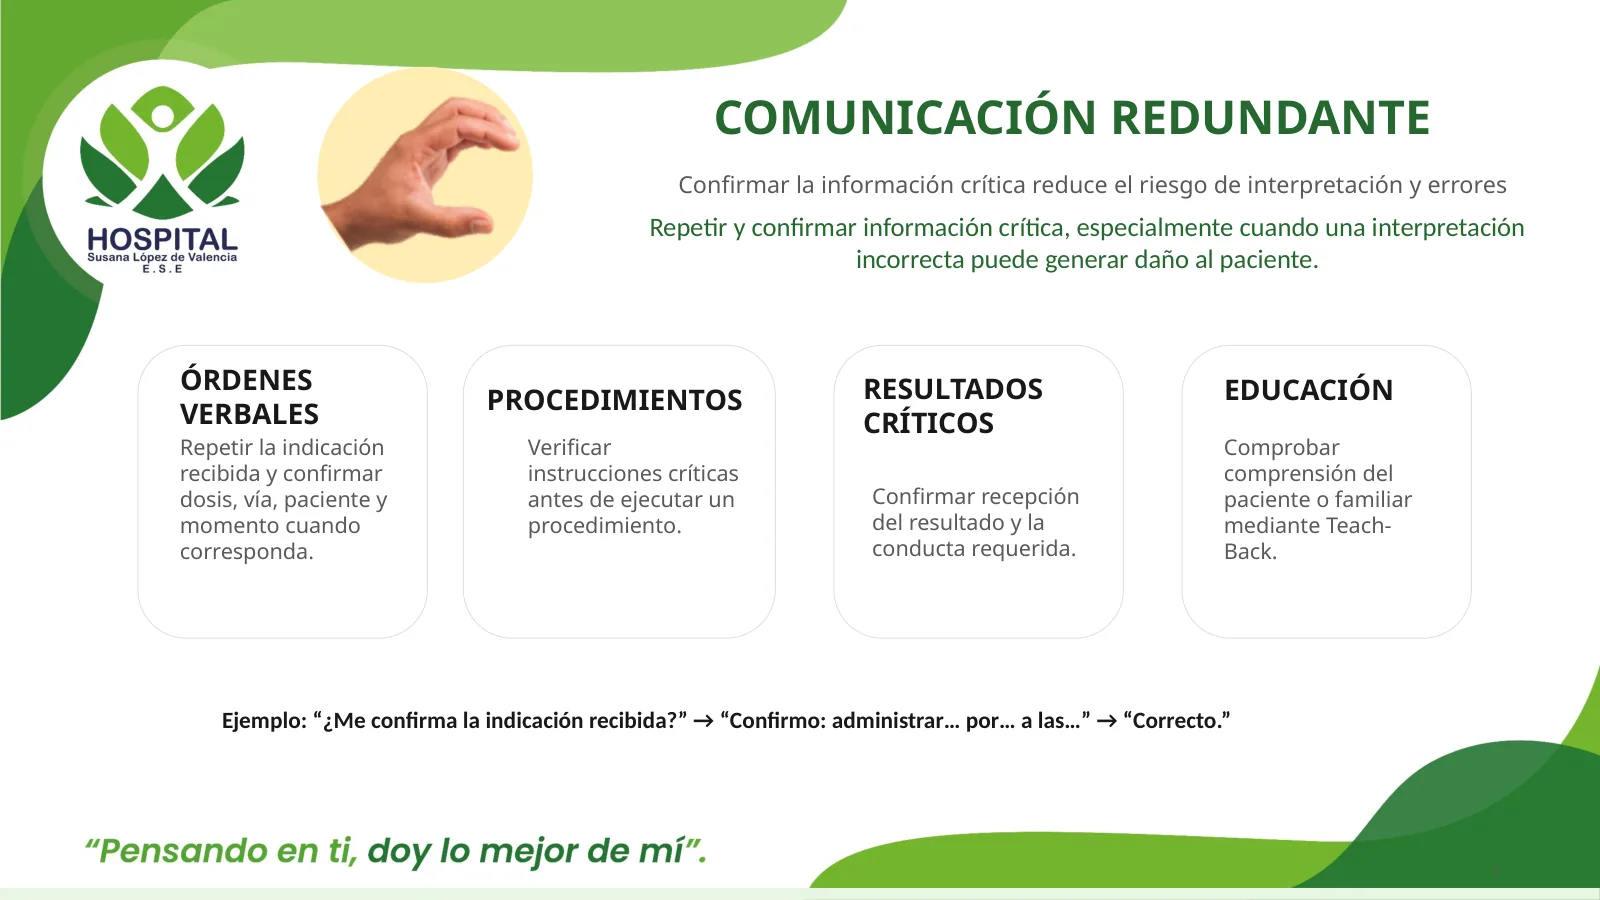 HOSPITAL
Susana López de Valencia
E.S.E
COMUNICACIÓN REDUNDANTE
Confirmar la información crítica reduce el riesgo de interpretación y errores
Repetir y confirmar información crítica, especialmente cuando una interpretación
incorrecta puede generar daño al paciente.
ÓRDENES
VERBALES
Repetir la indicación
recibida y confirmar
dosis, vía, paciente y
momento cuando
corresponda.
PROCEDIMIENTOS
Verificar
instrucciones críticas
antes de ejecutar un
procedimiento.
RESULTADOS
CRÍTICOS
Confirmar recepción
del resultado y la
conducta requerida.
EDUCACIÓN
Comprobar
comprensión del
paciente o familiar
mediante Teach-
Back.
Ejemplo: “¿Me confirma la indicación recibida?” → “Confirmo: administrar… por… a las…” → “Correcto.”
“Pensando en ti, doy lo mejor de mí”.